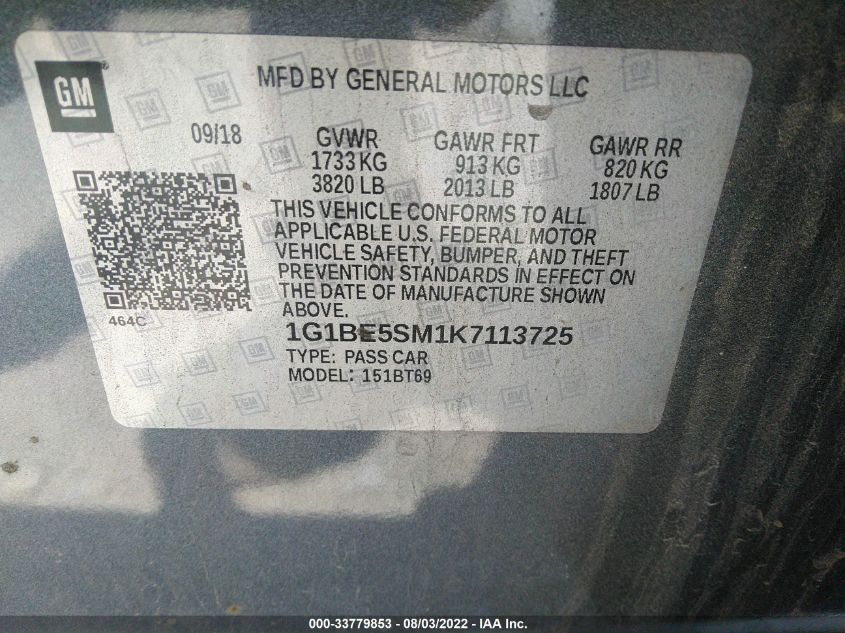 GM
MFD BY GENERAL MOTORS LLC
09/18
GVWR GAWR FRT GAWR RR
1733 KG 913 KG 820 KG
3820 LB 2013 LB 1807 LB
THIS VEHICLE CONFORMS TO ALL
APPLICABLE U.S. FEDERAL MOTOR
VEHICLE SAFETY, BUMPER, AND THEFT
PREVENTION STANDARDS IN EFFECT ON
THE DATE OF MANUFACTURE SHOWN
ABOVE.
464C
1G1BE5SM1K7113725
TYPE: PASS CAR
MODEL: 151BT69
000-33779853 - 08/03/2022 - IAA Inc.